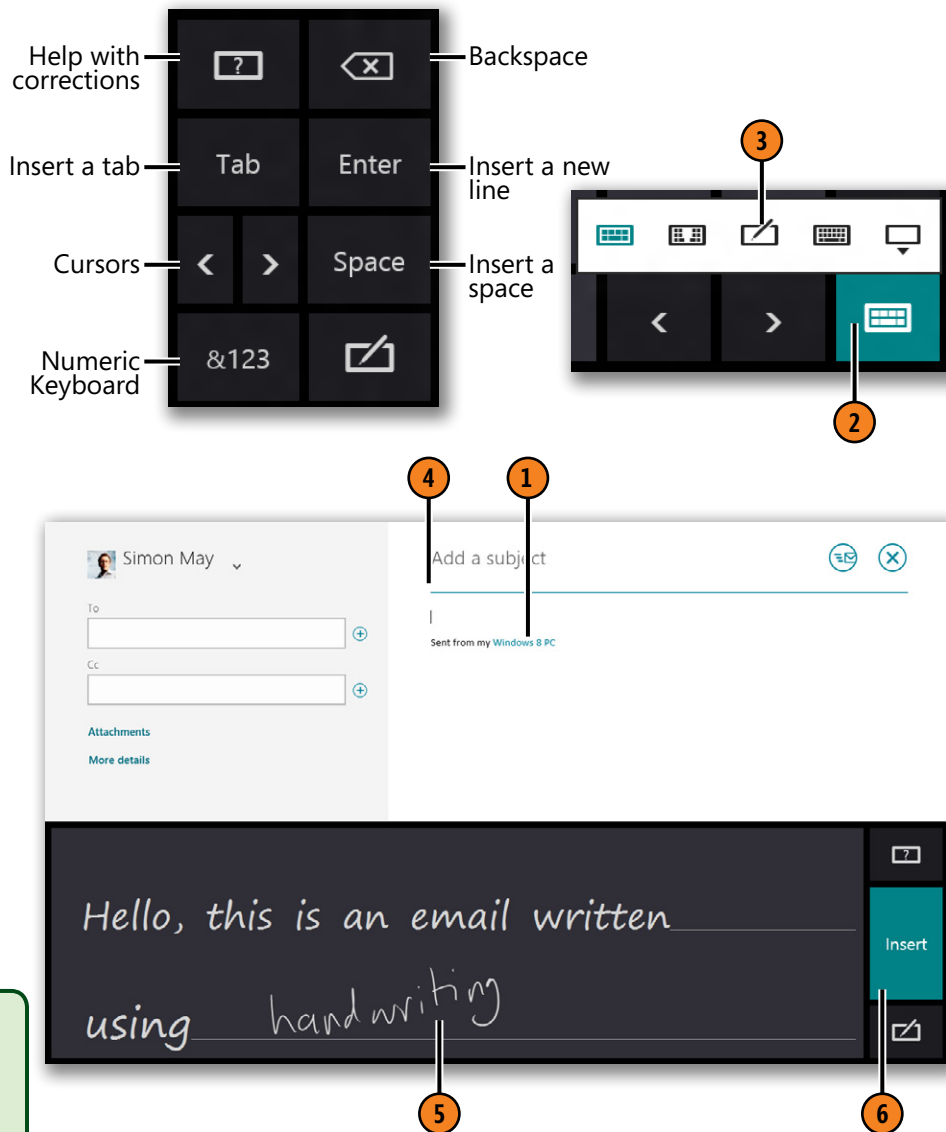 Help with
corrections
?
Backspace
Insert a tab
Tab
Enter
Insert a new
line
Cursors
<
>
Space
Insert a
space
Numeric
Keyboard
&123
3
<
>
2
4
1
Simon May
Add a subject
To
Sent from my Windows 8 PC
Cc
Attachments
More details
?
Hello, this is an email written
Insert
using handwriting
5
6